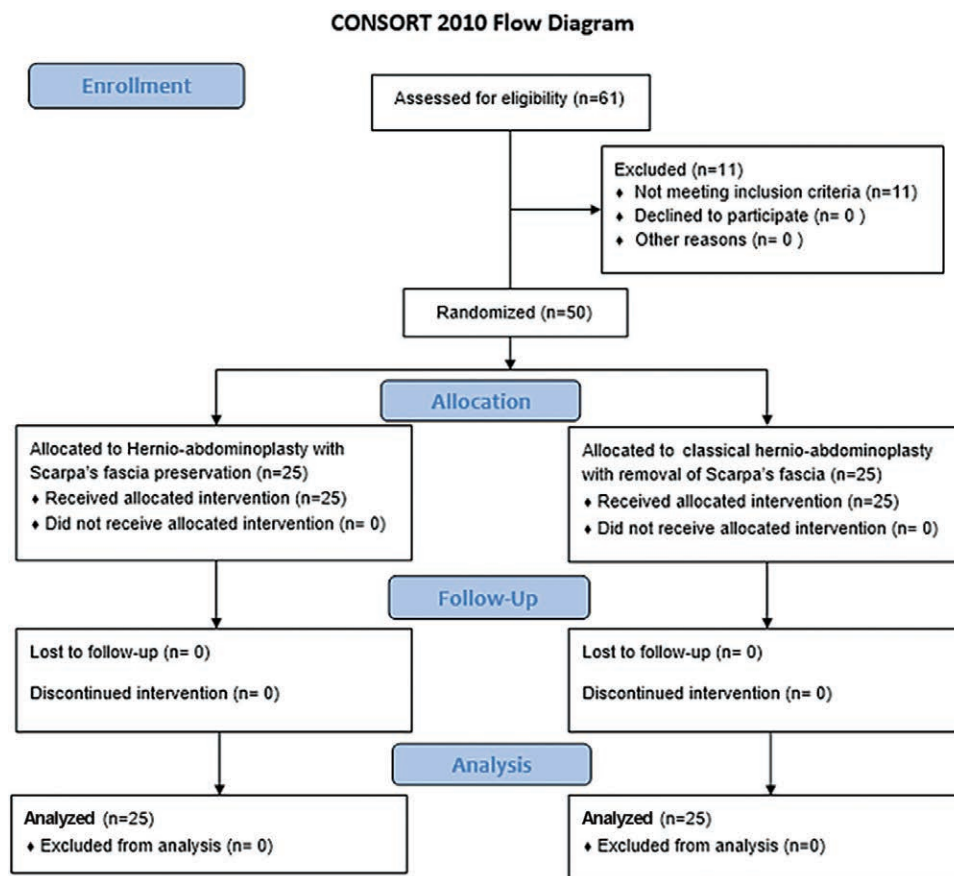 CONSORT 2010 Flow Diagram
Enrollment
Assessed for eligibility (n=61)
Excluded (n=11)
♦ Not meeting inclusion criteria (n=11)
♦ Declined to participate (n= 0 )
♦ Other reasons (n= 0 )
Randomized (n=50)
Allocation
Allocated to Hernio-abdominoplasty with
Scarpa's fascia preservation (n=25)
♦ Received allocated intervention (n=25)
♦ Did not receive allocated intervention (n= 0)
Allocated to classical hernio-abdominoplasty
with removal of Scarpa's fascia (n=25)
♦ Received allocated intervention (n=25)
♦ Did not receive allocated intervention (n= 0)
Follow-Up
Lost to follow-up (n= 0)
Discontinued intervention (n= 0)
Lost to follow-up (n= 0)
Discontinued intervention (n= 0)
Analysis
Analyzed (n=25)
♦ Excluded from analysis (n= 0)
Analyzed (n=25)
♦ Excluded from analysis (n=0)